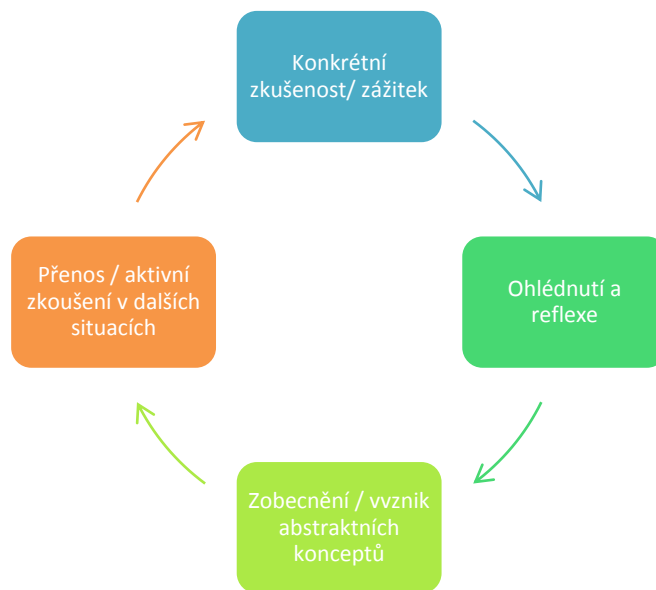 Konkrétní
zkušenost/ zážitek
Ohlédnutí a
reflexe
Zobecnění / vvznik
abstraktních
konceptů
Přenos / aktivní
zkoušení v dalších
situacích